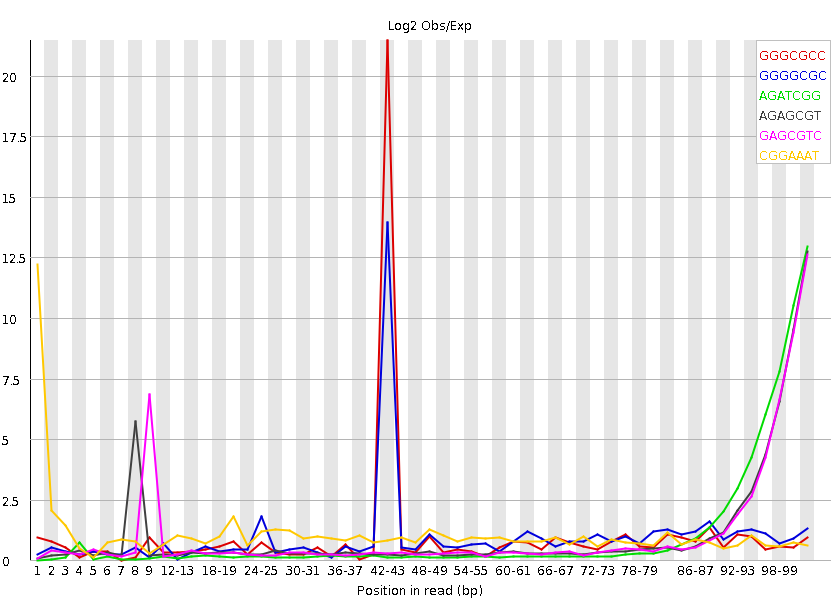 Log2 Obs/Exp
GGGCGCC
GGGGCGC
AGATCGG
AGAGCGT
GAGCGTC
CGGAAAT
20
17.5
15
12.5
10
7.5
5
2.5
0
1 2 3 4 5 6 7 8 9 12-13 18-19 24-25 30-31 36-37 42-43 48-49 54-55 60-61 66-67 72-73 78-79 86-87 92-93 98-99
Position in read (bp)